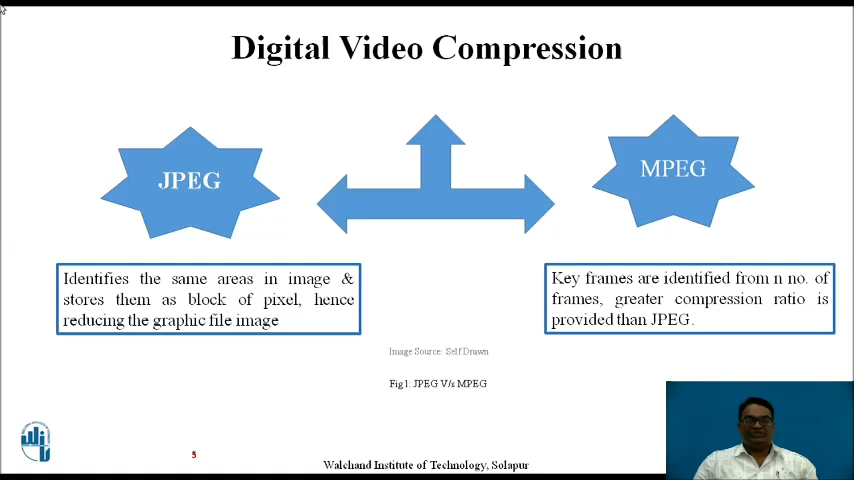 Digital Video Compression
JPEG
MPEG
Identifies the same areas in image &
stores them as block of pixel, hence
reducing the graphic file image
Key frames are identified from n no. of
frames, greater compression ratio is
provided than JPEG.
Image Source: Self Drawn
Fig1: JPEG V/s MPEG
3
Walchand Institute of Technology, Solapur